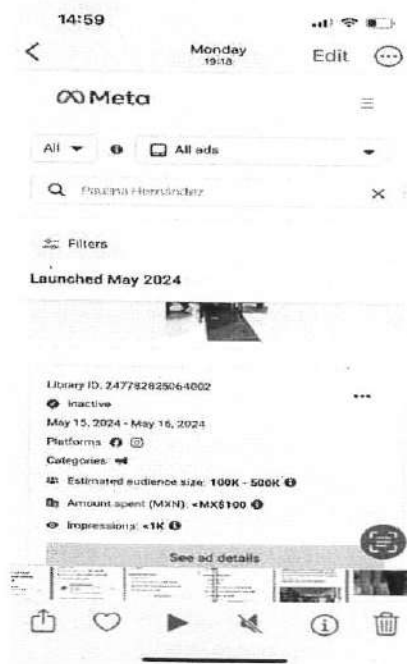 14:59
Monday
19:18
Edit
Meta
All
All ads
Paulina Hernández
Filters
Launched May 2024
Library ID: 247782825064002
Inactive
May 15, 2024 - May 16, 2024
Platforms
Categories
Estimated audience size: 100K - 500K
Amount spent (MXN): <MX$100
Impressions: <1K
See ad details